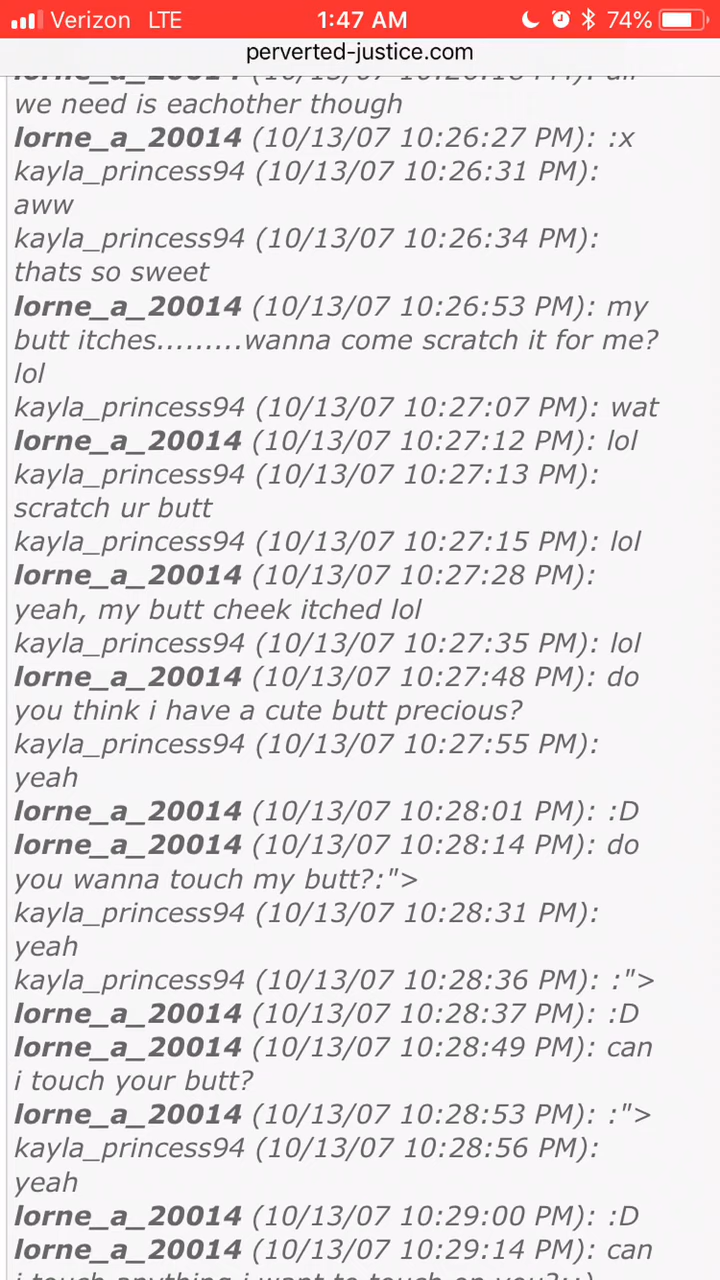 Verizon LTE 1:47 AM 74%
perverted-justice.com
we need is eachother though
lorne_a_20014 (10/13/07 10:26:27 PM): :x
kayla_princess94 (10/13/07 10:26:31 PM):
aww
kayla_princess94 (10/13/07 10:26:34 PM):
thats so sweet
lorne_a_20014 (10/13/07 10:26:53 PM): my
butt itches.........wanna come scratch it for me?
lol
kayla_princess94 (10/13/07 10:27:07 PM): wat
lorne_a_20014 (10/13/07 10:27:12 PM): lol
kayla_princess94 (10/13/07 10:27:13 PM):
scratch ur butt
kayla_princess94 (10/13/07 10:27:15 PM): lol
lorne_a_20014 (10/13/07 10:27:28 PM):
yeah, my butt cheek itched lol
kayla_princess94 (10/13/07 10:27:35 PM): lol
lorne_a_20014 (10/13/07 10:27:48 PM): do
you think i have a cute butt precious?
kayla_princess94 (10/13/07 10:27:55 PM):
yeah
lorne_a_20014 (10/13/07 10:28:01 PM): :D
lorne_a_20014 (10/13/07 10:28:14 PM): do
you wanna touch my butt?:">
kayla_princess94 (10/13/07 10:28:31 PM):
yeah
kayla_princess94 (10/13/07 10:28:36 PM): :">
lorne_a_20014 (10/13/07 10:28:37 PM): :D
lorne_a_20014 (10/13/07 10:28:49 PM): can
i touch your butt?
lorne_a_20014 (10/13/07 10:28:53 PM): :">
kayla_princess94 (10/13/07 10:28:56 PM):
yeah
lorne_a_20014 (10/13/07 10:29:00 PM): :D
lorne_a_20014 (10/13/07 10:29:14 PM): can